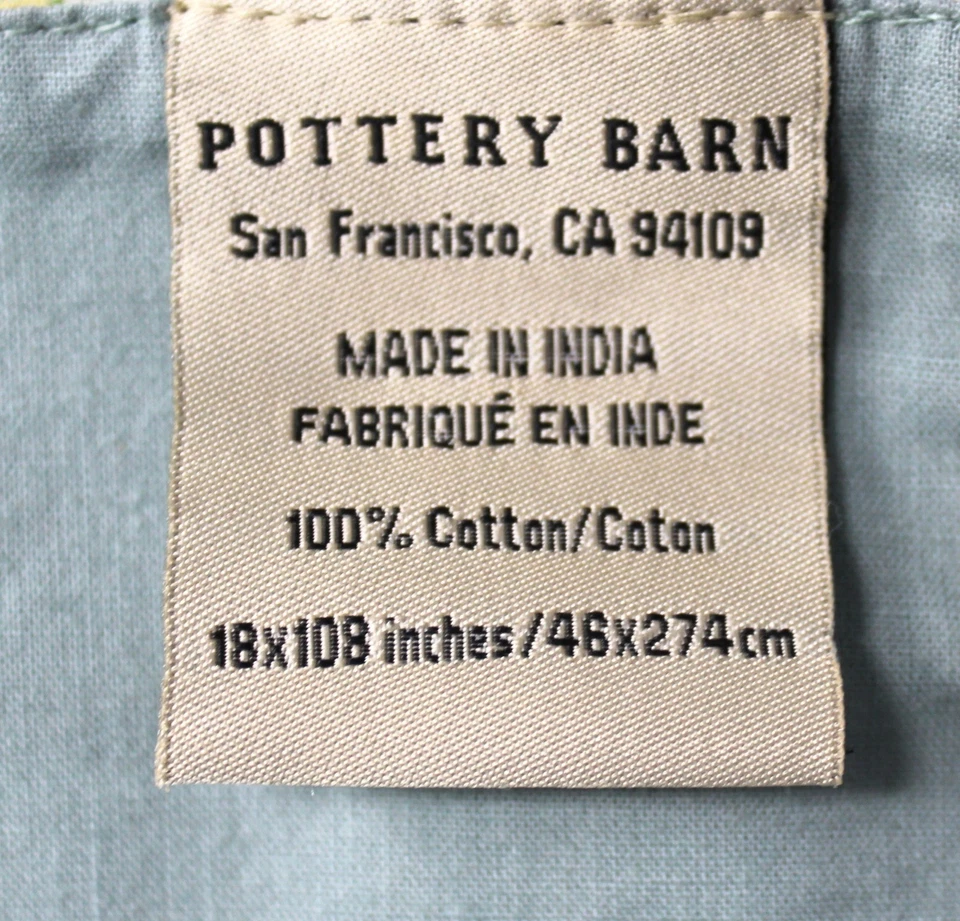 POTTERY BARN
San Francisco, CA 94109
MADE IN INDIA
FABRIQUÉ EN INDE
100% Cotton/Coton
18x108 inches/46x274cm